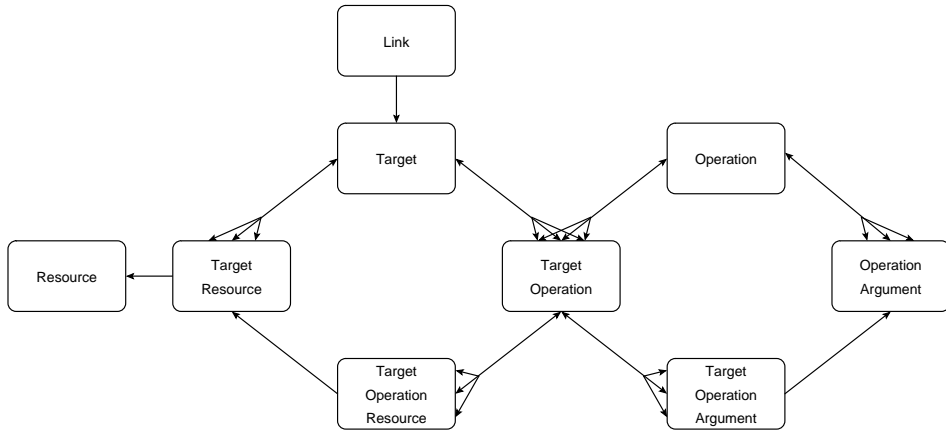 Link
Target
Operation
Resource
Target
Resource
Target
Operation
Operation
Argument
Target
Operation
Resource
Target
Operation
Argument